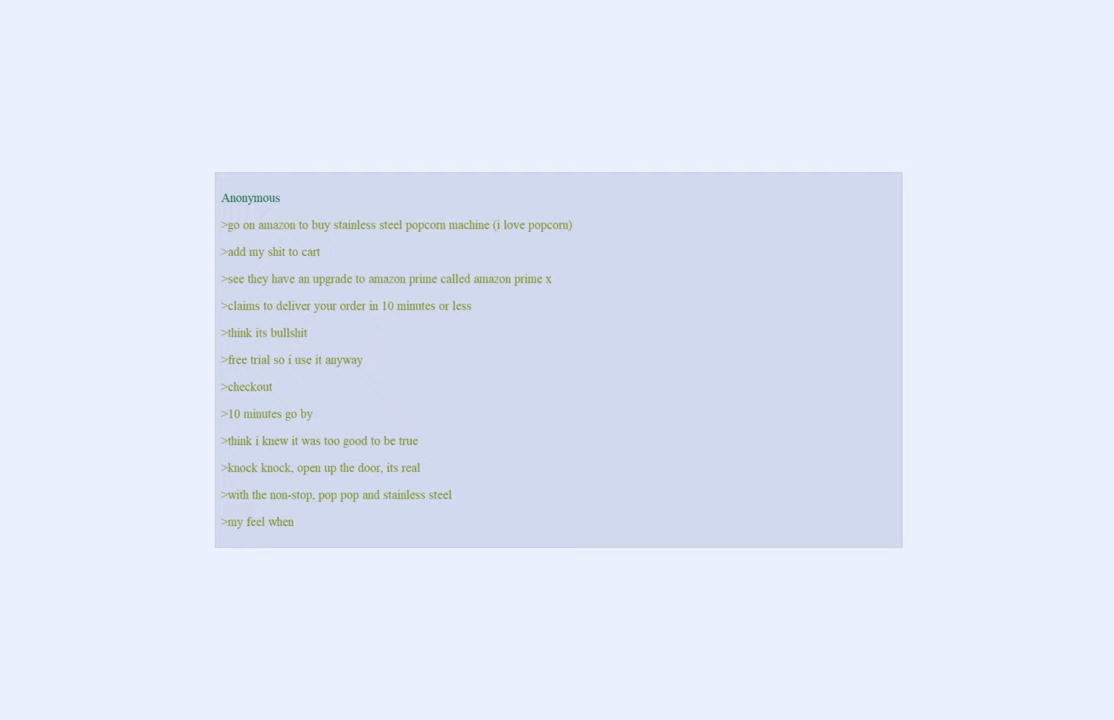 Anonymous
>go on amazon to buy stainless steel popcorn machine (i love popcorn)
>add my shit to cart
>see they have an upgrade to amazon prime called amazon prime x
>claims to deliver your order in 10 minutes or less
>think its bullshit
>free trial so i use it anyway
>checkout
>10 minutes go by
>think i knew it was too good to be true
>knock knock, open up the door, its real
>with the non-stop, pop pop and stainless steel
>my feel when